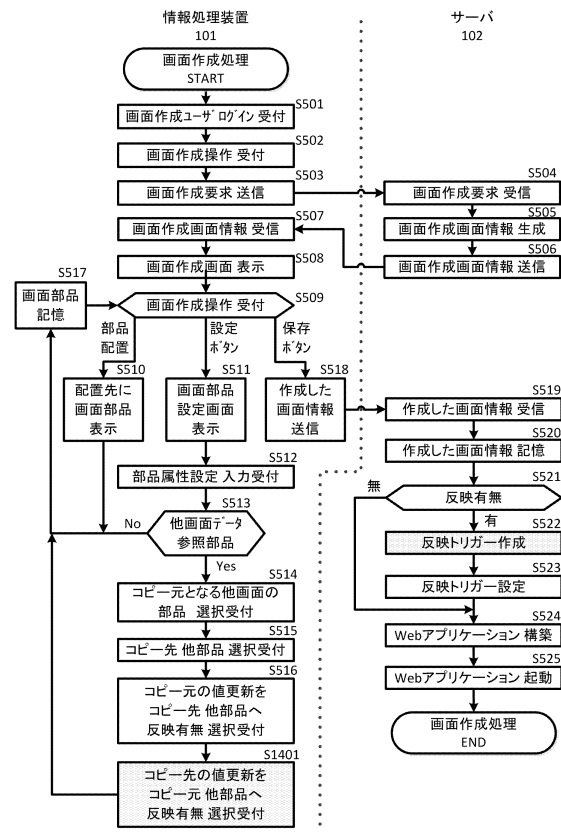 情報処理装置
101
サーバ
102
画面作成処理
START
S501
画面作成ユーザログイン 受付
S502
画面作成操作 受付
S503
画面作成要求 送信
S504
画面作成要求 受信
S505
画面作成画面情報 生成
S506
画面作成画面情報 送信
S507
画面作成画面情報 受信
S508
画面作成画面 表示
S509
画面作成操作 受付
S517
画面部品
記憶
部品
配置
設定
ボタン
保存
ボタン
S510
配置先に
画面部品
表示
S511
画面部品
設定画面
表示
S518
作成した
画面情報
送信
S512
部品属性設定 入力受付
S513
他画面データ
参照部品
No
Yes
S514
コピー元となる他画面の
部品 選択受付
S515
コピー先 他部品 選択受付
S516
コピー元の値更新を
コピー先 他部品へ
反映有無 選択受付
S1401
コピー先の値更新を
コピー元 他部品へ
反映有無 選択受付
S519
作成した画面情報 受信
S520
作成した画面情報 記憶
S521
反映有無
無
有
S522
反映トリガー作成
S523
反映トリガー設定
S524
Webアプリケーション 構築
S525
Webアプリケーション 起動
画面作成処理
END